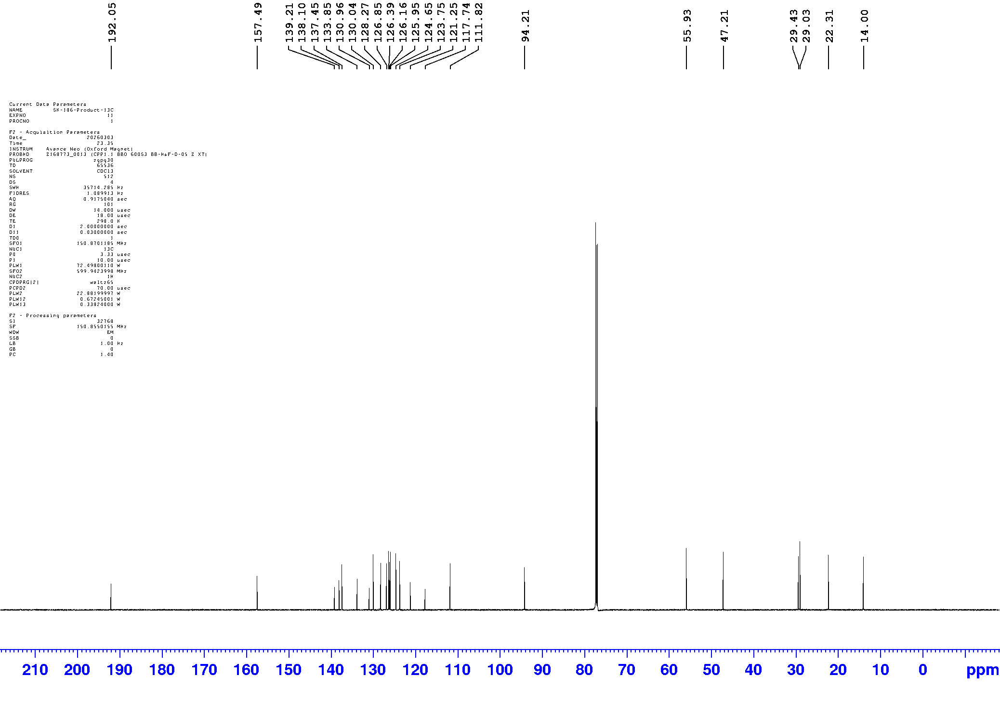 192.05
157.49
139.21
138.10
137.45
133.85
130.96
130.04
128.27
126.85
126.39
126.16
125.95
124.65
123.75
121.25
117.74
111.82
94.21
55.93
47.21
29.43
29.03
22.31
14.00
Current Data Parameters
NAME SK-186-Product-13C
EXPNO 11
PROCNO 1
F2 - Acquisition Parameters
Date_ 20260303
Time 23.35
INSTRUM Avance Neo (Oxford Magnet)
PROBHD Z168773_0013 (CPP1.1 BBO 600S3 BB-H&F-D-05 Z XT)
PULPROG zgpg30
TD 65536
SOLVENT CDCl3
NS 512
DS 4
SWH 35714.285 Hz
FIDRES 1.089913 Hz
AQ 0.9175040 sec
RG 101
DW 14.000 usec
DE 18.00 usec
TE 298.0 K
D1 2.00000000 sec
D11 0.03000000 sec
TD0 1
SFO1 150.8701185 MHz
NUC1 13C
P0 3.33 usec
P1 10.00 usec
PLW1 72.49800110 W
SFO2 599.9423998 MHz
NUC2 1H
CPDPRG[2] waltz65
PCPD2 70.00 usec
PLW2 22.88199997 W
PLW12 0.67245001 W
PLW13 0.33824000 W
F2 - Processing parameters
SI 32768
SF 150.8550155 MHz
WDW EM
SSB 0
LB 1.00 Hz
GB 0
PC 1.40
210 200 190 180 170 160 150 140 130 120 110 100 90 80 70 60 50 40 30 20 10 0 ppm